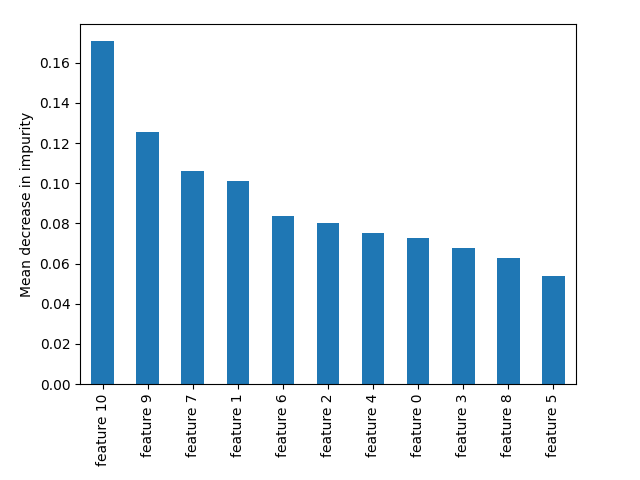 Mean decrease in impurity
0.16
0.14
0.12
0.10
0.08
0.06
0.04
0.02
0.00
feature 10
feature 9
feature 7
feature 1
feature 6
feature 2
feature 4
feature 0
feature 3
feature 8
feature 5